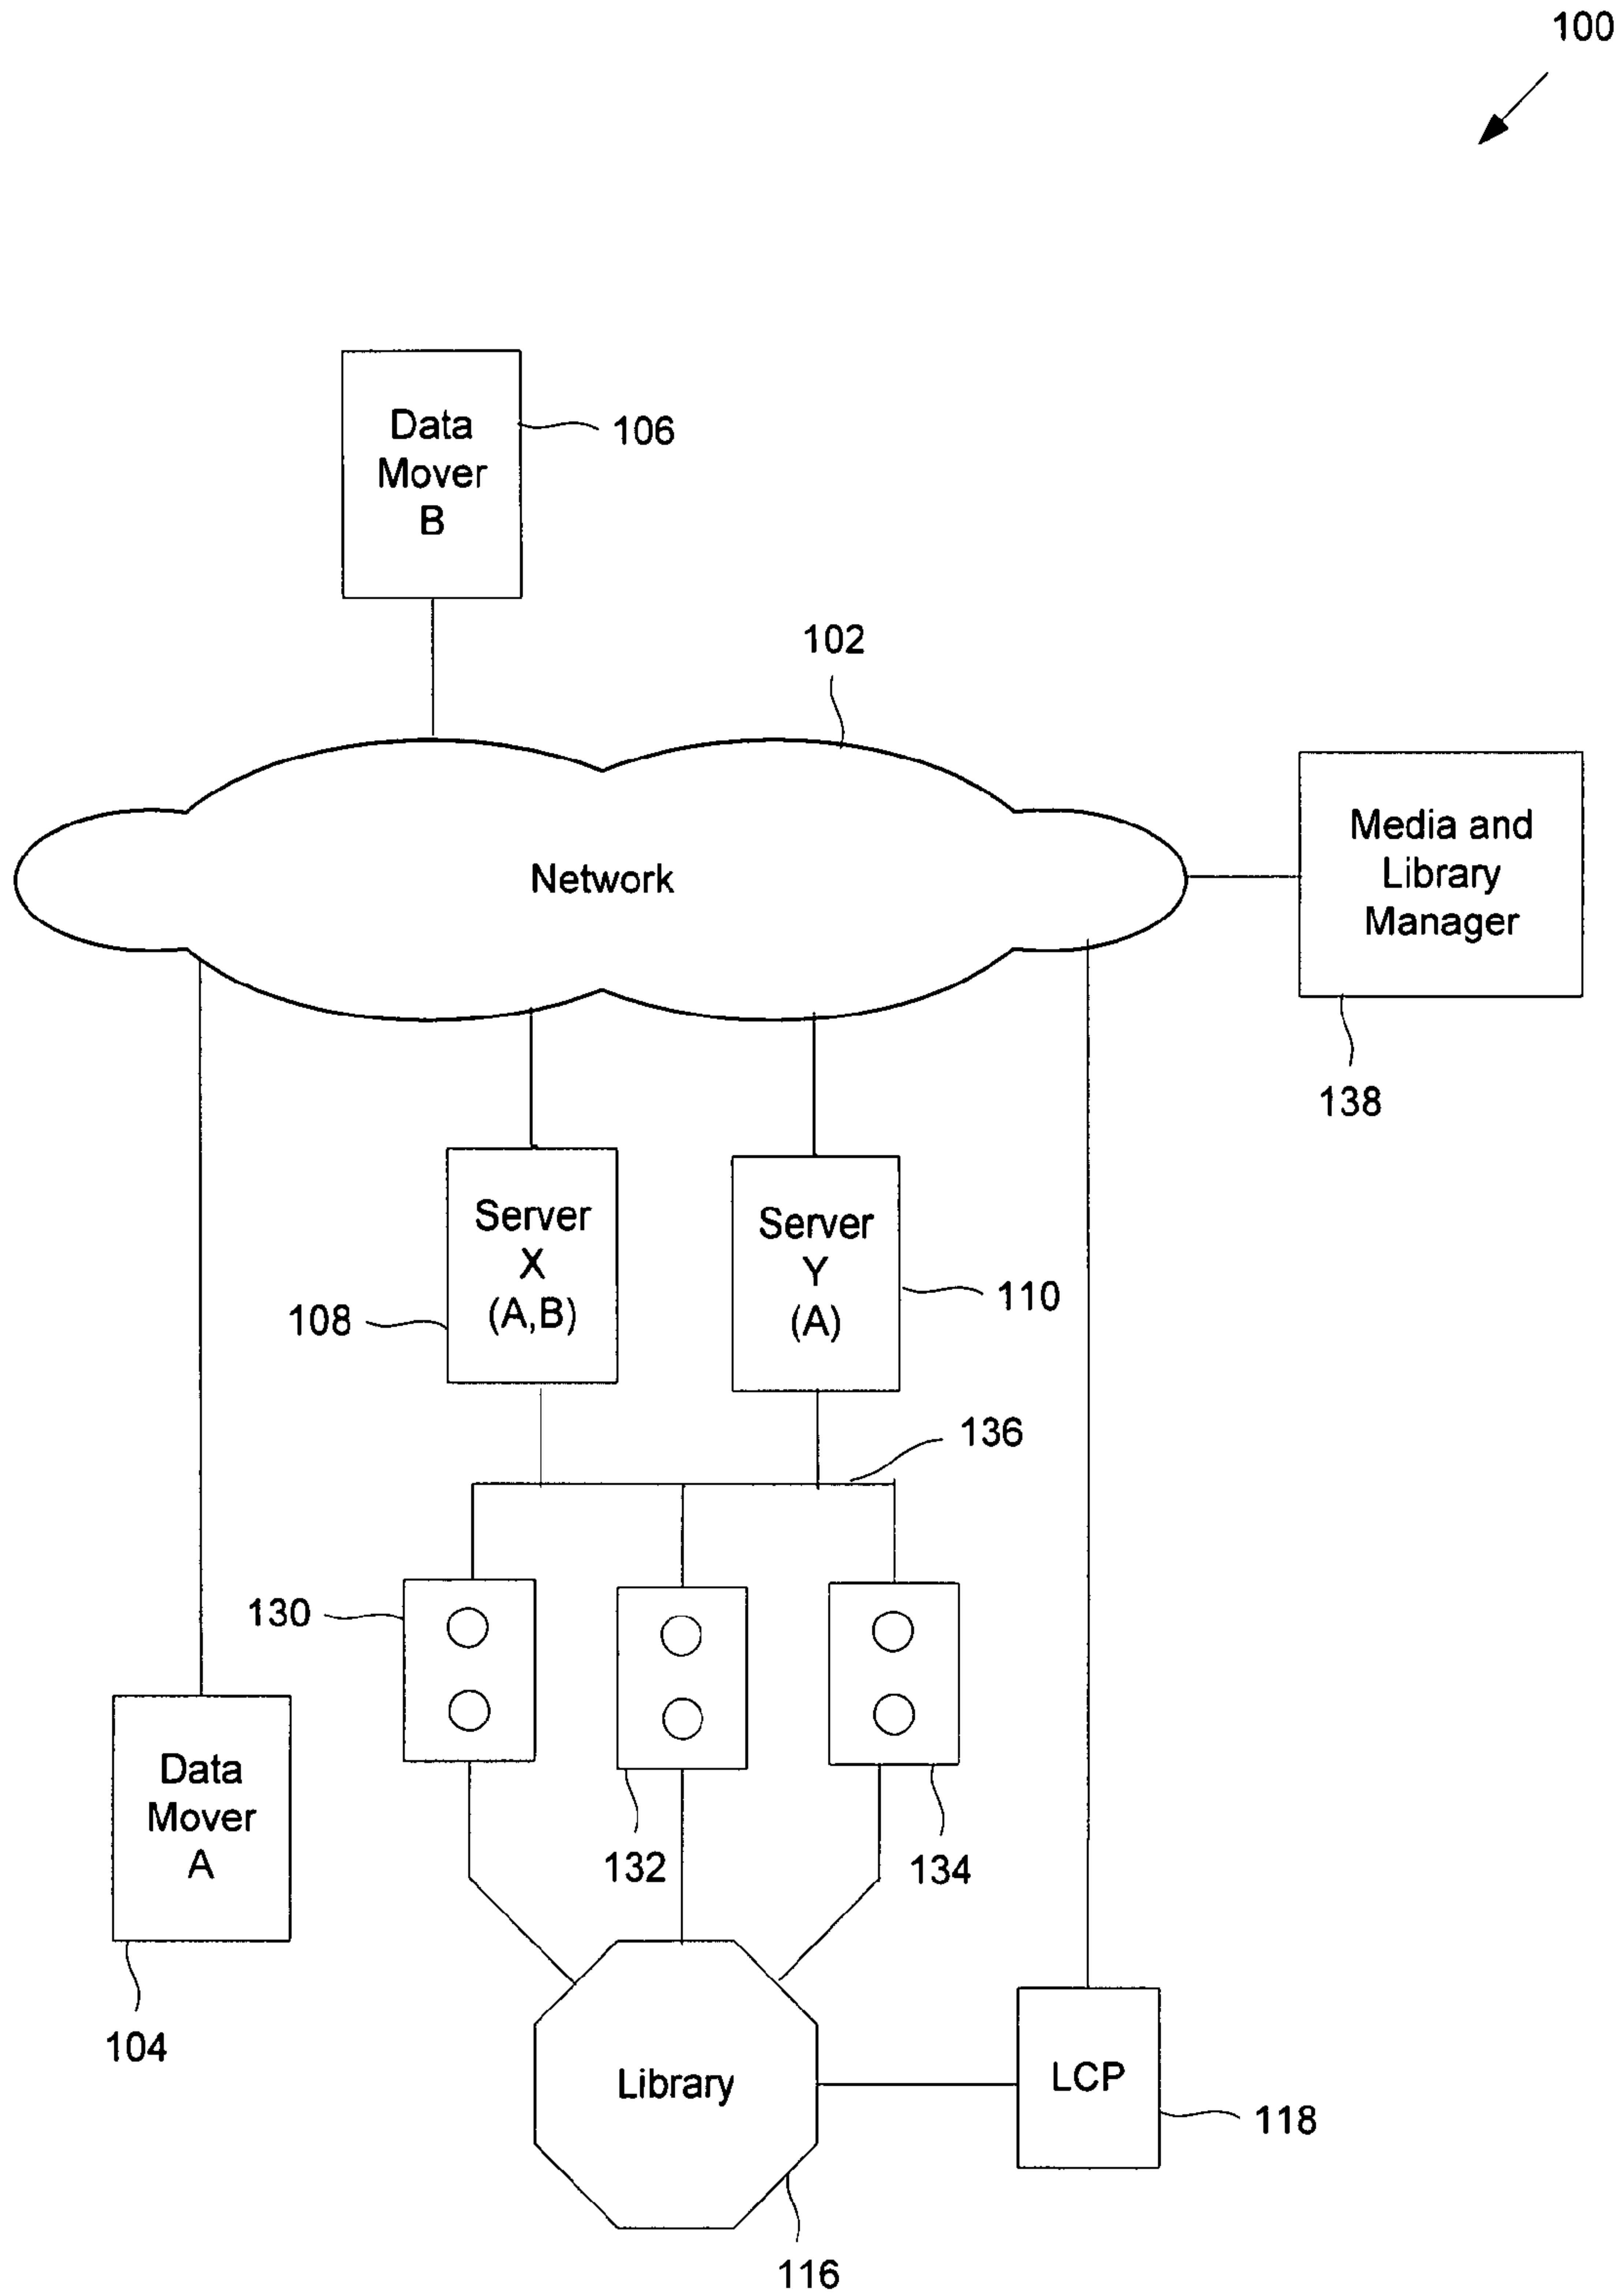 100
Data
Mover
B
106
102
Network
Media and
Library
Manager
138
Server
X
(A,B)
108
Server
Y
(A)
110
136
130
132
134
Data
Mover
A
104
Library
LCP
118
116